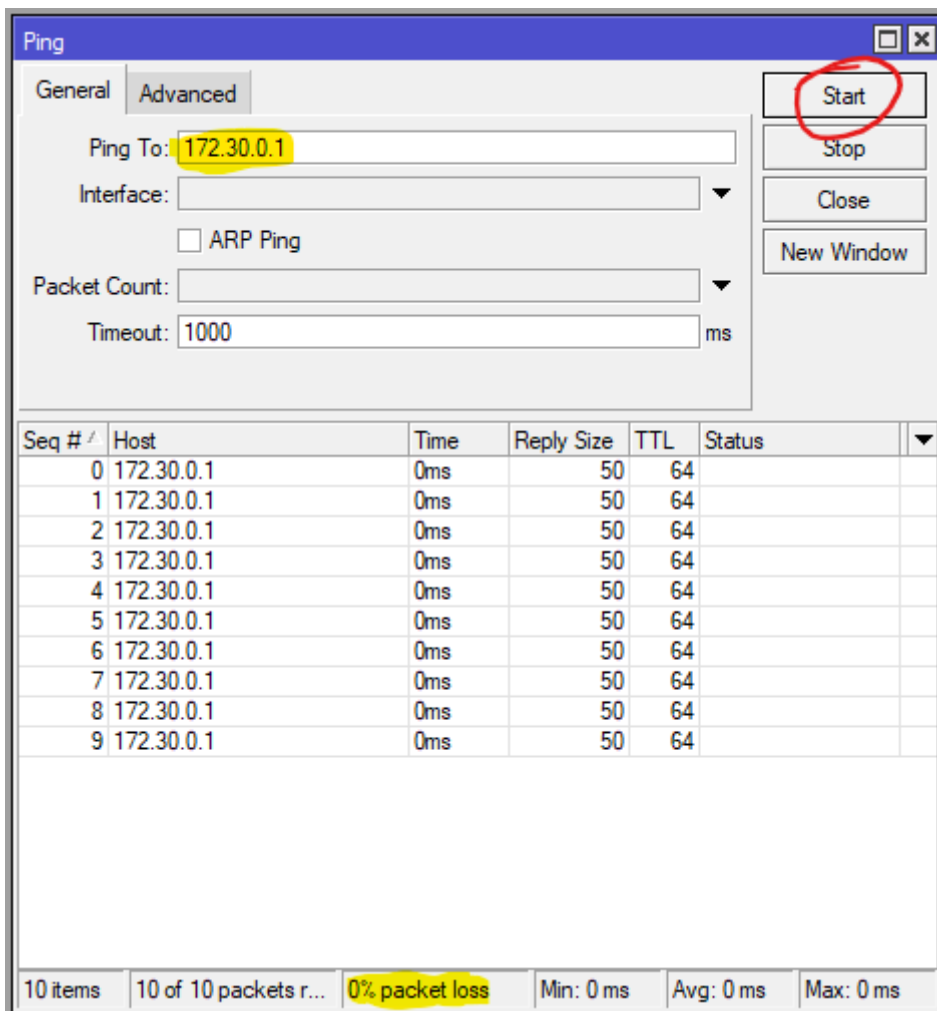 Ping
General Advanced
Start
Ping To: 172.30.0.1
Stop
Interface:
Close
ARP Ping
New Window
Packet Count:
Timeout: 1000 ms
Seq # Host Time Reply Size TTL Status
0 172.30.0.1 0ms 50 64
1 172.30.0.1 0ms 50 64
2 172.30.0.1 0ms 50 64
3 172.30.0.1 0ms 50 64
4 172.30.0.1 0ms 50 64
5 172.30.0.1 0ms 50 64
6 172.30.0.1 0ms 50 64
7 172.30.0.1 0ms 50 64
8 172.30.0.1 0ms 50 64
9 172.30.0.1 0ms 50 64
10 items 10 of 10 packets r... 0% packet loss Min: 0 ms Avg: 0 ms Max: 0 ms